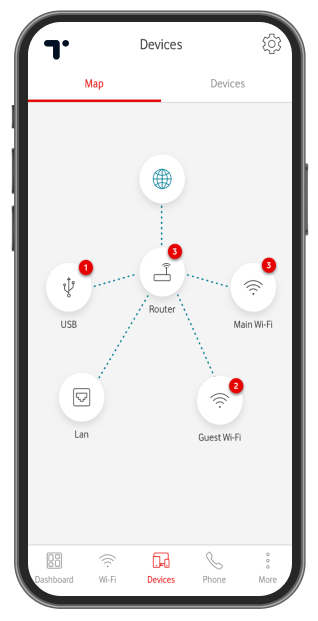 Devices
Map
Devices
3
1
3
Router
USB
Main Wi-Fi
2
Lan
Guest Wi-Fi
Dashboard
Wi-Fi
Devices
Phone
More